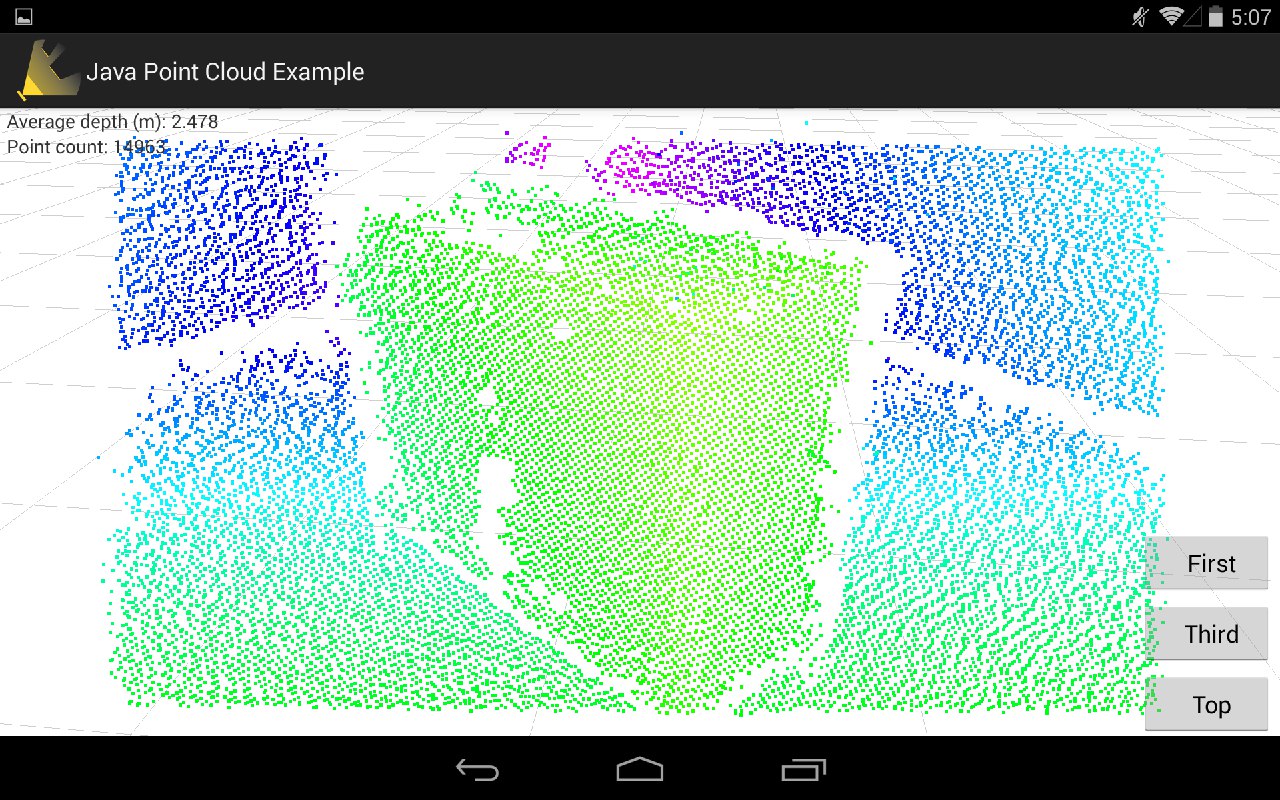 5:07
Java Point Cloud Example
Average depth (m): 2.478
Point count: 14963
First
Third
Top